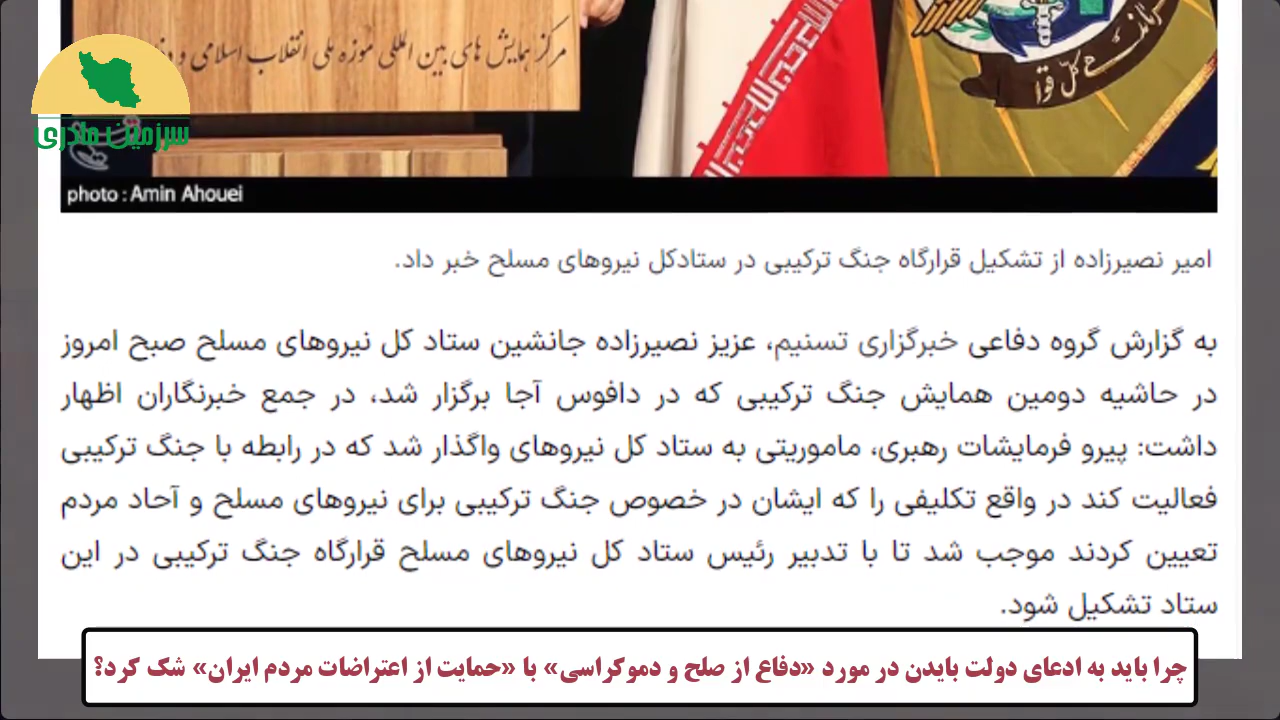 مرکز همایش های بین المللی موزه ملی انقلاب اسلامی و
کل قوا
سرزمین مادری
photo : Amin Ahouei
امیر نصیرزاده از تشکیل قرارگاه جنگ ترکیبی در ستادکل نیروهای مسلح خبر داد.
به گزارش گروه دفاعی خبرگزاری تسنیم، عزیز نصیرزاده جانشین ستاد کل نیروهای مسلح صبح امروز
در حاشیه دومین همایش جنگ ترکیبی که در دافوس آجا برگزار شد، در جمع خبرنگاران اظهار
داشت: پیرو فرمایشات رهبری، ماموریتی به ستاد کل نیروهای واگذار شد که در رابطه با جنگ ترکیبی
فعالیت کند در واقع تکلیفی را که ایشان در خصوص جنگ ترکیبی برای نیروهای مسلح و آحاد مردم
تعیین کردند موجب شد تا با تدبیر رئیس ستاد کل نیروهای مسلح قرارگاه جنگ ترکیبی در این
ستاد تشکیل شود.
چرا باید به ادعای دولت بایدن در مورد «دفاع از صلح و دموکراسی» با «حمایت از اعتراضات مردم ایران» شک کرد؟